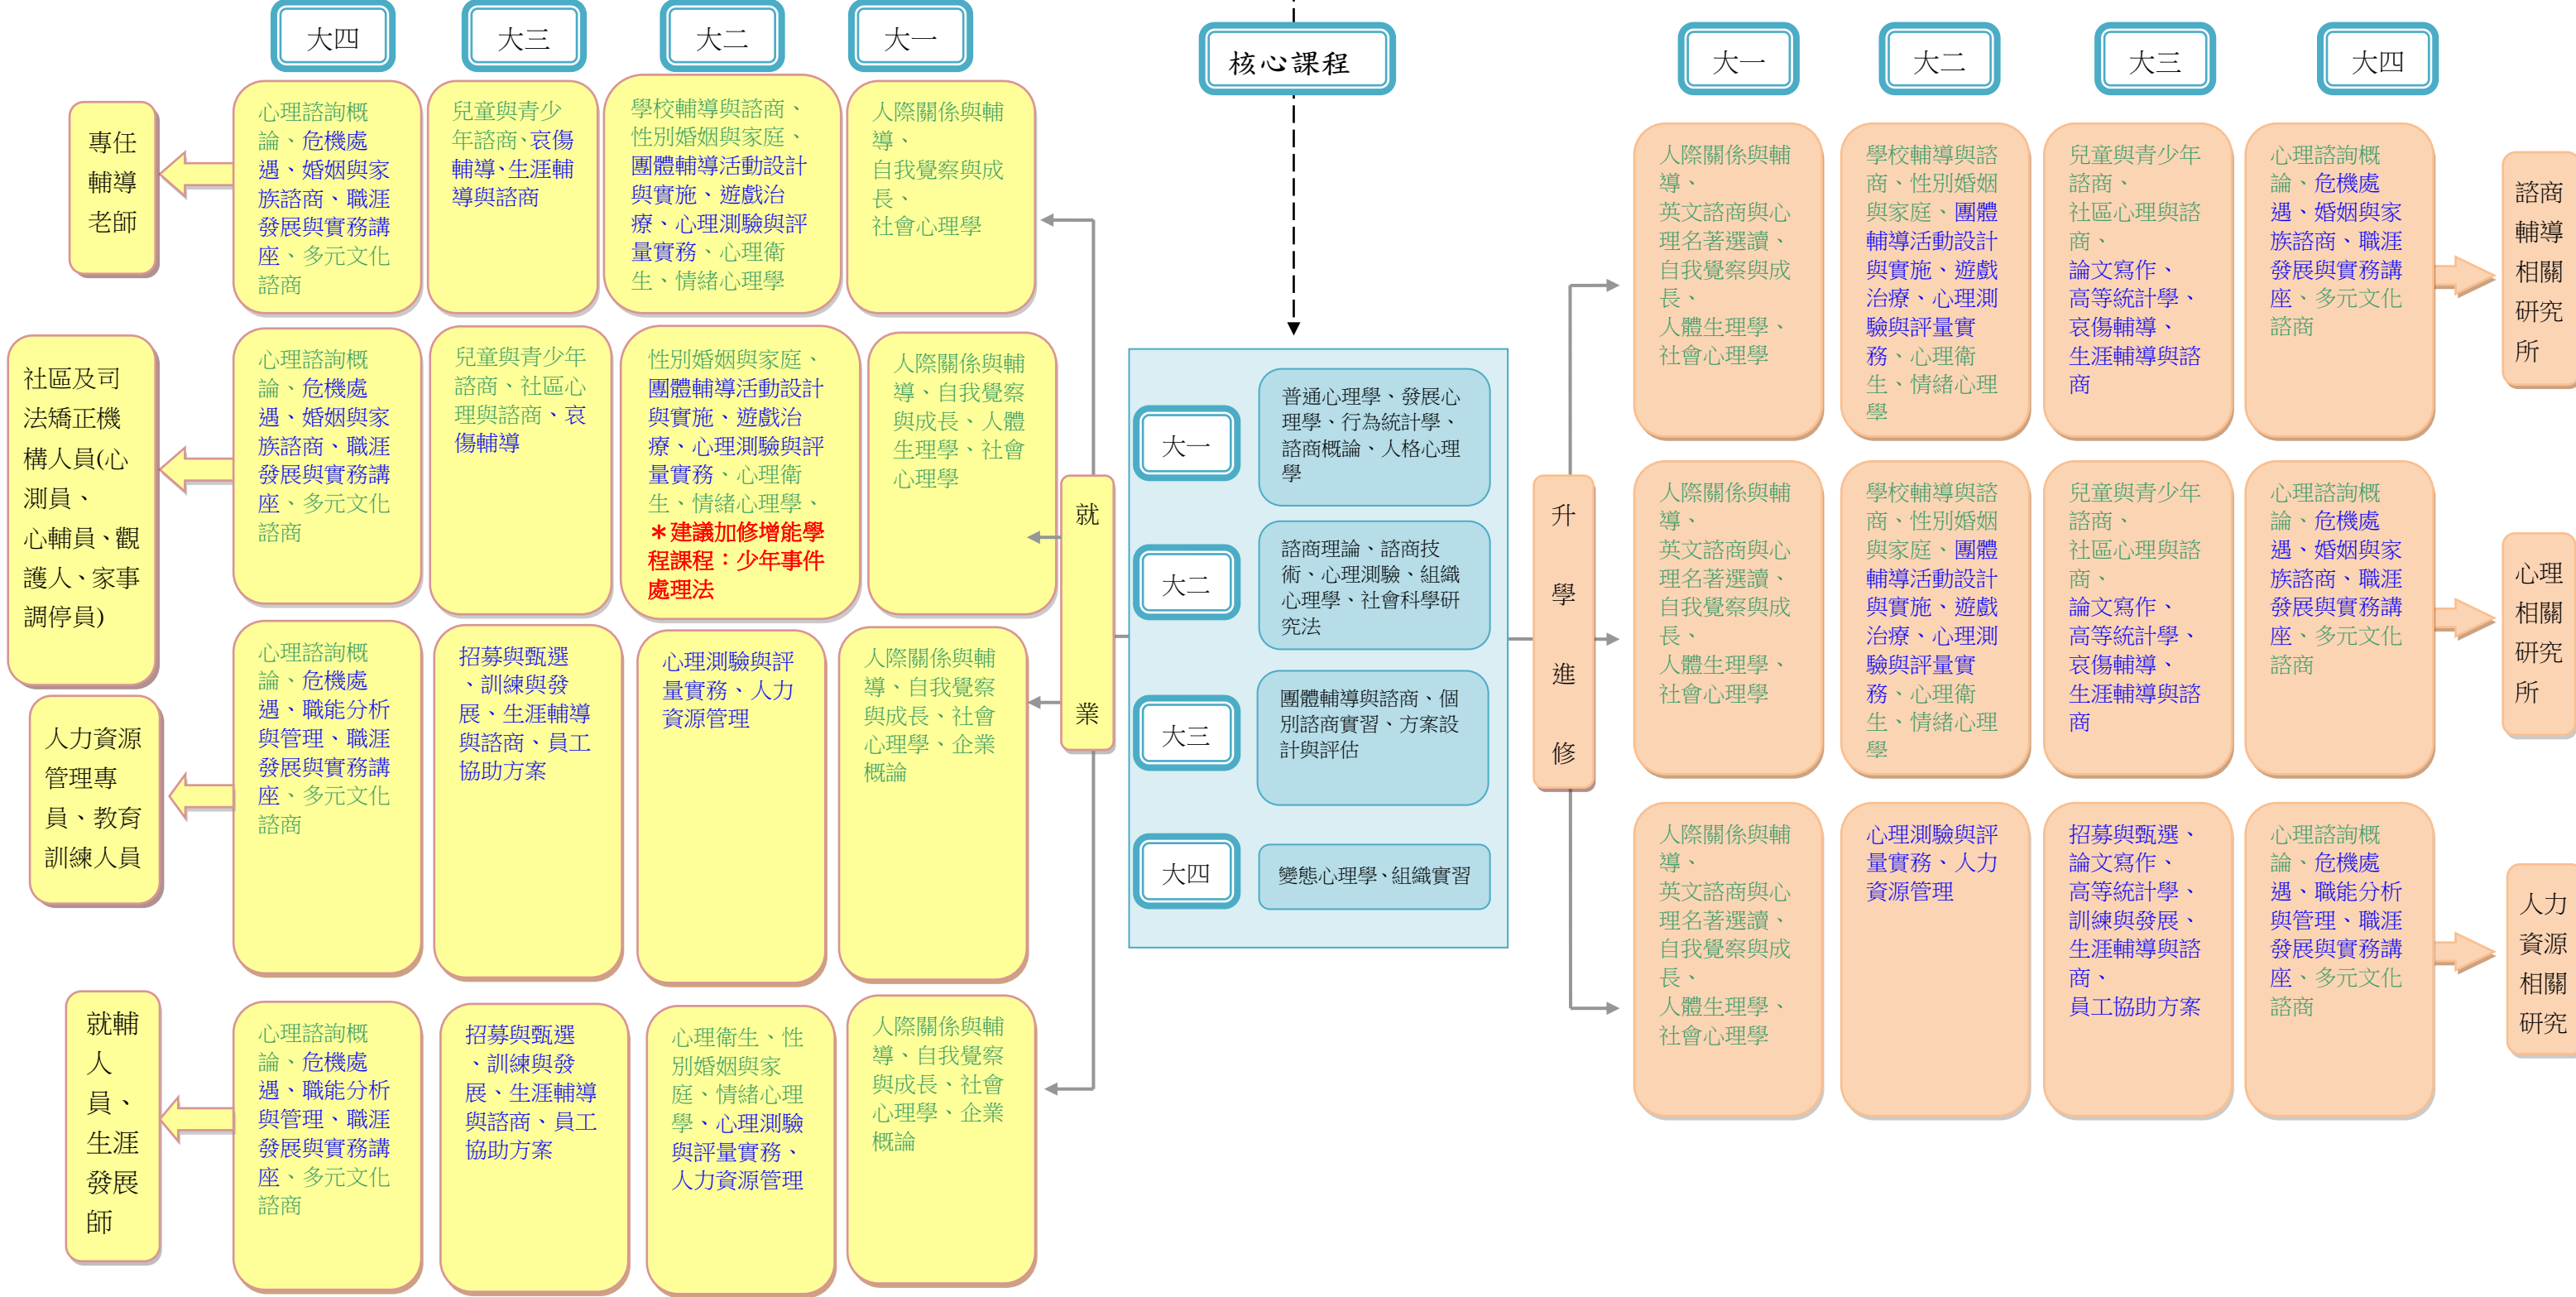 大四
大三
大二
大一
核心課程
大一
大二
大三
大四
專任
輔導
老師
心理諮詢概
論、危機處
遇、婚姻與家
族諮商、職涯
發展與實務講
座、多元文化
諮商
兒童與青少
年諮商、哀傷
輔導、生涯輔
導與諮商
學校輔導與諮商、
性別婚姻與家庭、
團體輔導活動設計
與實施、遊戲治
療、心理測驗與評
量實務、心理衛
生、情緒心理學
人際關係與輔
導、
自我覺察與成
長、
社會心理學
社區及司
法矯正機
構人員(心
測員、
心輔員、觀
護人、家事
調停員)
心理諮詢概
論、危機處
遇、婚姻與家
族諮商、職涯
發展與實務講
座、多元文化
諮商
兒童與青少年
諮商、社區心
理與諮商、哀
傷輔導
性別婚姻與家庭、
團體輔導活動設計
與實施、遊戲治
療、心理測驗與評
量實務、心理衛
生、情緒心理學、
＊建議加修增能學
程課程：少年事件
處理法
人際關係與輔
導、自我覺察
與成長、人體
生理學、社會
心理學
人力資源
管理專
員、教育
訓練人員
心理諮詢概
論、危機處
遇、職能分析
與管理、職涯
發展與實務講
座、多元文化
諮商
招募與甄選
、訓練與發
展、生涯輔導
與諮商、員工
協助方案
心理測驗與評
量實務、人力
資源管理
人際關係與輔
導、自我覺察
與成長、社會
心理學、企業
概論
就輔
人
員、
生涯
發展
師
心理諮詢概
論、危機處
遇、職能分析
與管理、職涯
發展與實務講
座、多元文化
諮商
招募與甄選
、訓練與發
展、生涯輔導
與諮商、員工
協助方案
心理衛生、性
別婚姻與家
庭、情緒心理
學、心理測驗
與評量實務、
人力資源管理
人際關係與輔
導、自我覺察
與成長、社會
心理學、企業
概論
就
業
大一
普通心理學、發展心
理學、行為統計學、
諮商概論、人格心理
學
大二
諮商理論、諮商技
術、心理測驗、組織
心理學、社會科學研
究法
大三
團體輔導與諮商、個
別諮商實習、方案設
計與評估
大四
變態心理學、組織實習
升
學
進
修
人際關係與輔
導、
英文諮商與心
理名著選讀、
自我覺察與成
長、
人體生理學、
社會心理學
學校輔導與諮
商、性別婚姻
與家庭、團體
輔導活動設計
與實施、遊戲
治療、心理測
驗與評量實
務、心理衛
生、情緒心理
學
兒童與青少年
諮商、
社區心理與諮
商、
論文寫作、
高等統計學、
哀傷輔導、
生涯輔導與諮
商
心理諮詢概
論、危機處
遇、婚姻與家
族諮商、職涯
發展與實務講
座、多元文化
諮商
諮商
輔導
相關
研究
所
人際關係與輔
導、
英文諮商與心
理名著選讀、
自我覺察與成
長、
人體生理學、
社會心理學
學校輔導與諮
商、性別婚姻
與家庭、團體
輔導活動設計
與實施、遊戲
治療、心理測
驗與評量實
務、心理衛
生、情緒心理
學
兒童與青少年
諮商、
社區心理與諮
商、
論文寫作、
高等統計學、
哀傷輔導、
生涯輔導與諮
商
心理諮詢概
論、危機處
遇、婚姻與家
族諮商、職涯
發展與實務講
座、多元文化
諮商
心理
相關
研究
所
人際關係與輔
導、
英文諮商與心
理名著選讀、
自我覺察與成
長、
人體生理學、
社會心理學
心理測驗與評
量實務、人力
資源管理
招募與甄選、
論文寫作、
高等統計學、
訓練與發展、
生涯輔導與諮
商、
員工協助方案
心理諮詢概
論、危機處
遇、職能分析
與管理、職涯
發展與實務講
座、多元文化
諮商
人力
資源
相關
研究